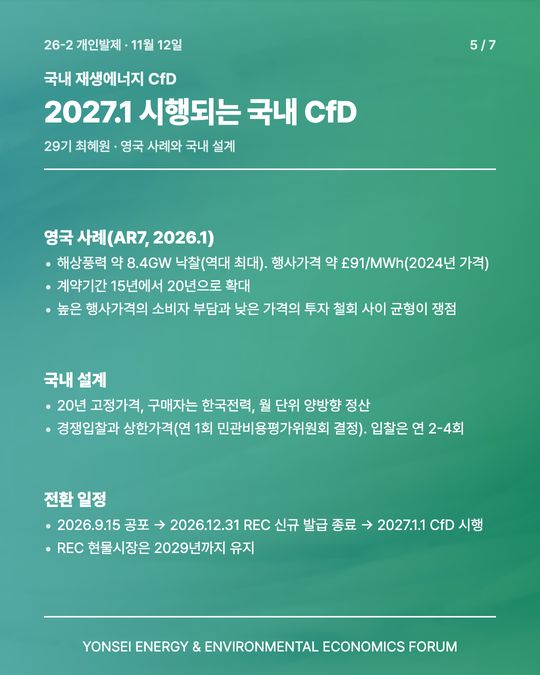 26-2 개인발제 · 11월 12일
5 / 7
국내 재생에너지 CfD
2027.1 시행되는 국내 CfD
29기 최혜원 · 영국 사례와 국내 설계
영국 사례(AR7, 2026.1)
• 해상풍력 약 8.4GW 낙찰(역대 최대). 행사가격 약 £91/MWh(2024년 가격)
• 계약기간 15년에서 20년으로 확대
• 높은 행사가격의 소비자 부담과 낮은 가격의 투자 철회 사이 균형이 쟁점
국내 설계
• 20년 고정가격, 구매자는 한국전력, 월 단위 양방향 정산
• 경쟁입찰과 상한가격(연 1회 민관비용평가위원회 결정). 입찰은 연 2-4회
전환 일정
• 2026.9.15 공포 → 2026.12.31 REC 신규 발급 종료 → 2027.1.1 CfD 시행
• REC 현물시장은 2029년까지 유지
YONSEI ENERGY & ENVIRONMENTAL ECONOMICS FORUM